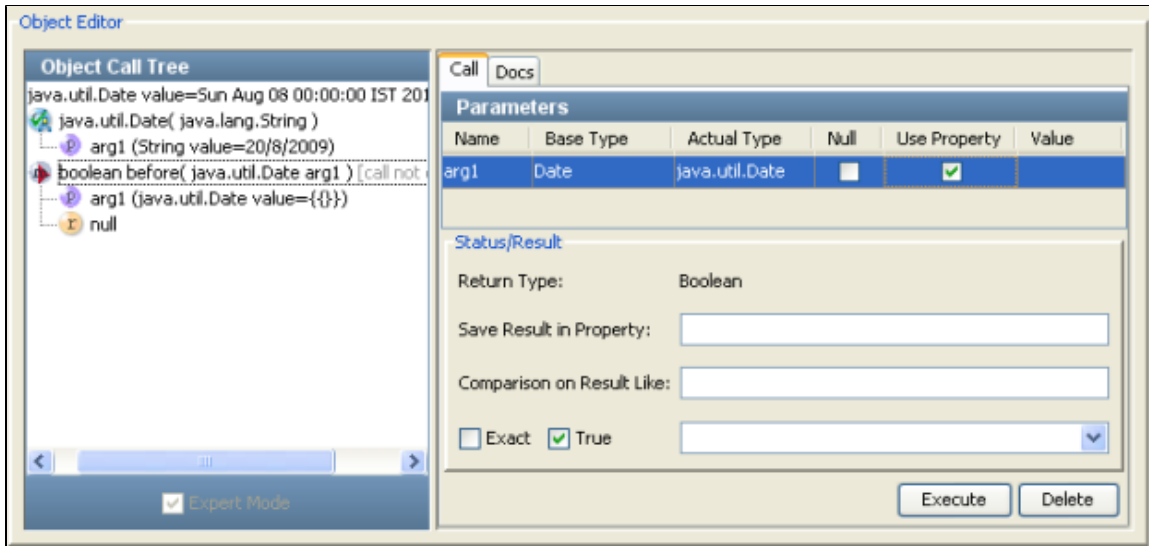 Object Editor
Object Call Tree
java.util.Date value=Sun Aug 08 00:00:00 IST 201
java.util.Date( java.lang.String )
P arg1 (String value=20/8/2009)
boolean before( java.util.Date arg1 ) [call not
P arg1 (java.util.Date value={{}})
r null
Expert Mode
Call Docs
Parameters
Name Base Type Actual Type Null Use Property Value
arg1 Date java.util.Date
Status/Result
Return Type: Boolean
Save Result in Property:
Comparison on Result Like:
Exact True
Execute Delete